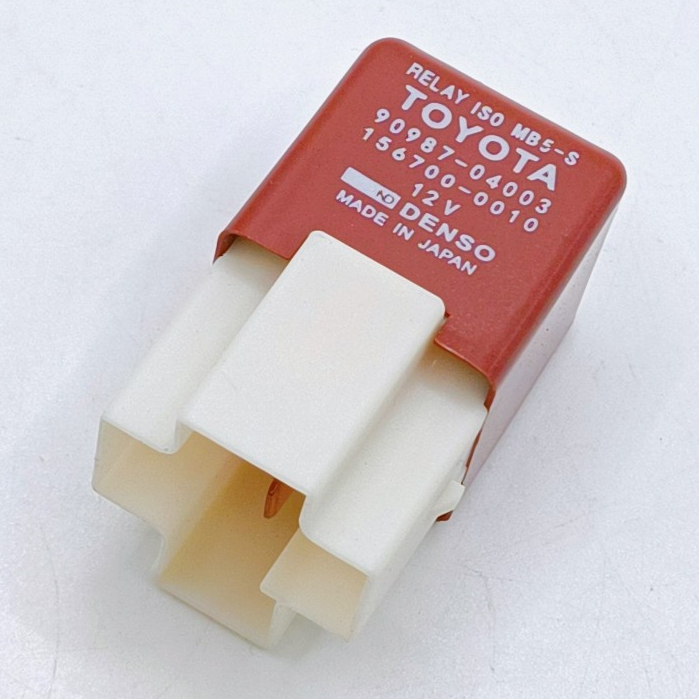 RELAY ISO MB5-S
TOYOTA
90987-04003
156700-0010
12V
ND DENSO
MADE IN JAPAN